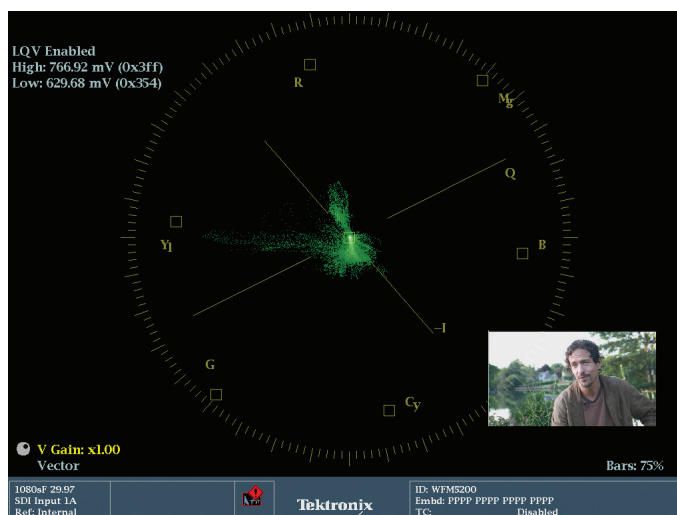 LQV Enabled
High: 766.92 mV (0x3ff)
Low: 629.68 mV (0x354)
R
Mg
Q
Yl
B
-I
G
Cy
V Gain: x1.00
Vector
Bars: 75%
1080sF 29.97
SDI Input 1A
Ref: Internal
Tektronix
ID: WFM5200
Embd: PPPP PPPP PPPP PPPP
TC: Disabled